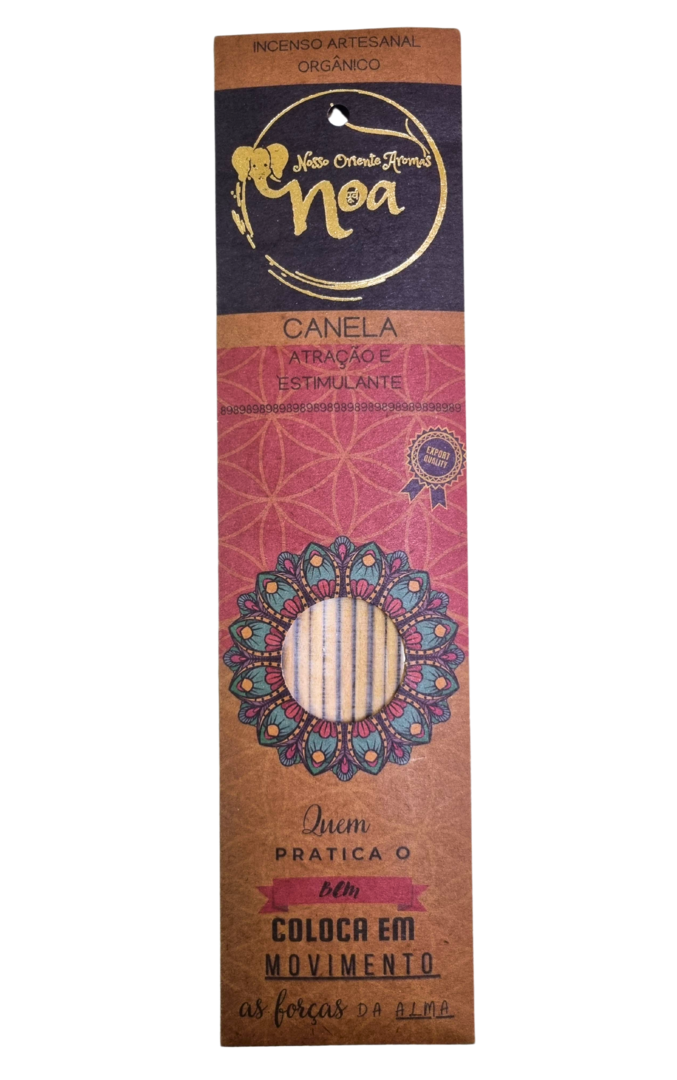 INCENSO ARTESANAL
ORGÂNICO
Nosso Oriente Aromas
noa
CANELA
ATRAÇÃO E
ESTIMULANTE
898989898989898989898989898989898989
EXPORT
QUALITY
Quem
PRATICA O
BEM
COLOCA EM
MOVIMENTO
as forças DA ALMA